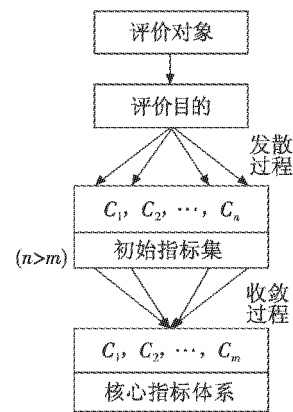 评价对象
评价目的
发散
过程
C₁, C₂, …, Cₙ
初始指标集
(n>m)
收敛
过程
C₁, C₂, …, Cₘ
核心指标体系